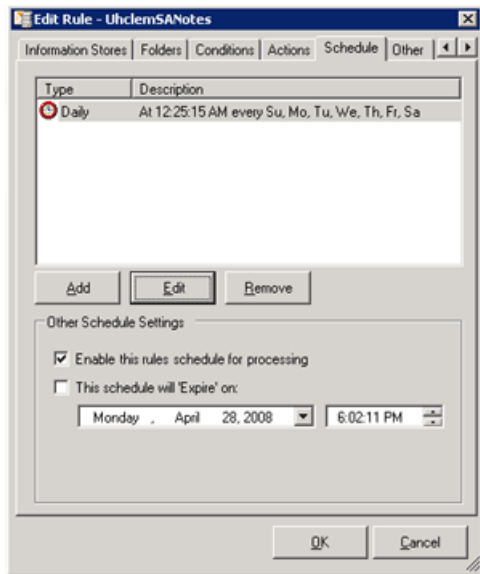 Edit Rule - UhclemSANotes
Information Stores Folders Conditions Actions Schedule Other
Type Description
Daily At 12:25:15 AM every Su, Mo, Tu, We, Th, Fr, Sa
Add Edit Remove
Other Schedule Settings
Enable this rules schedule for processing
This schedule will 'Expire' on:
Monday , April 28, 2008 6:02:11 PM
OK Cancel